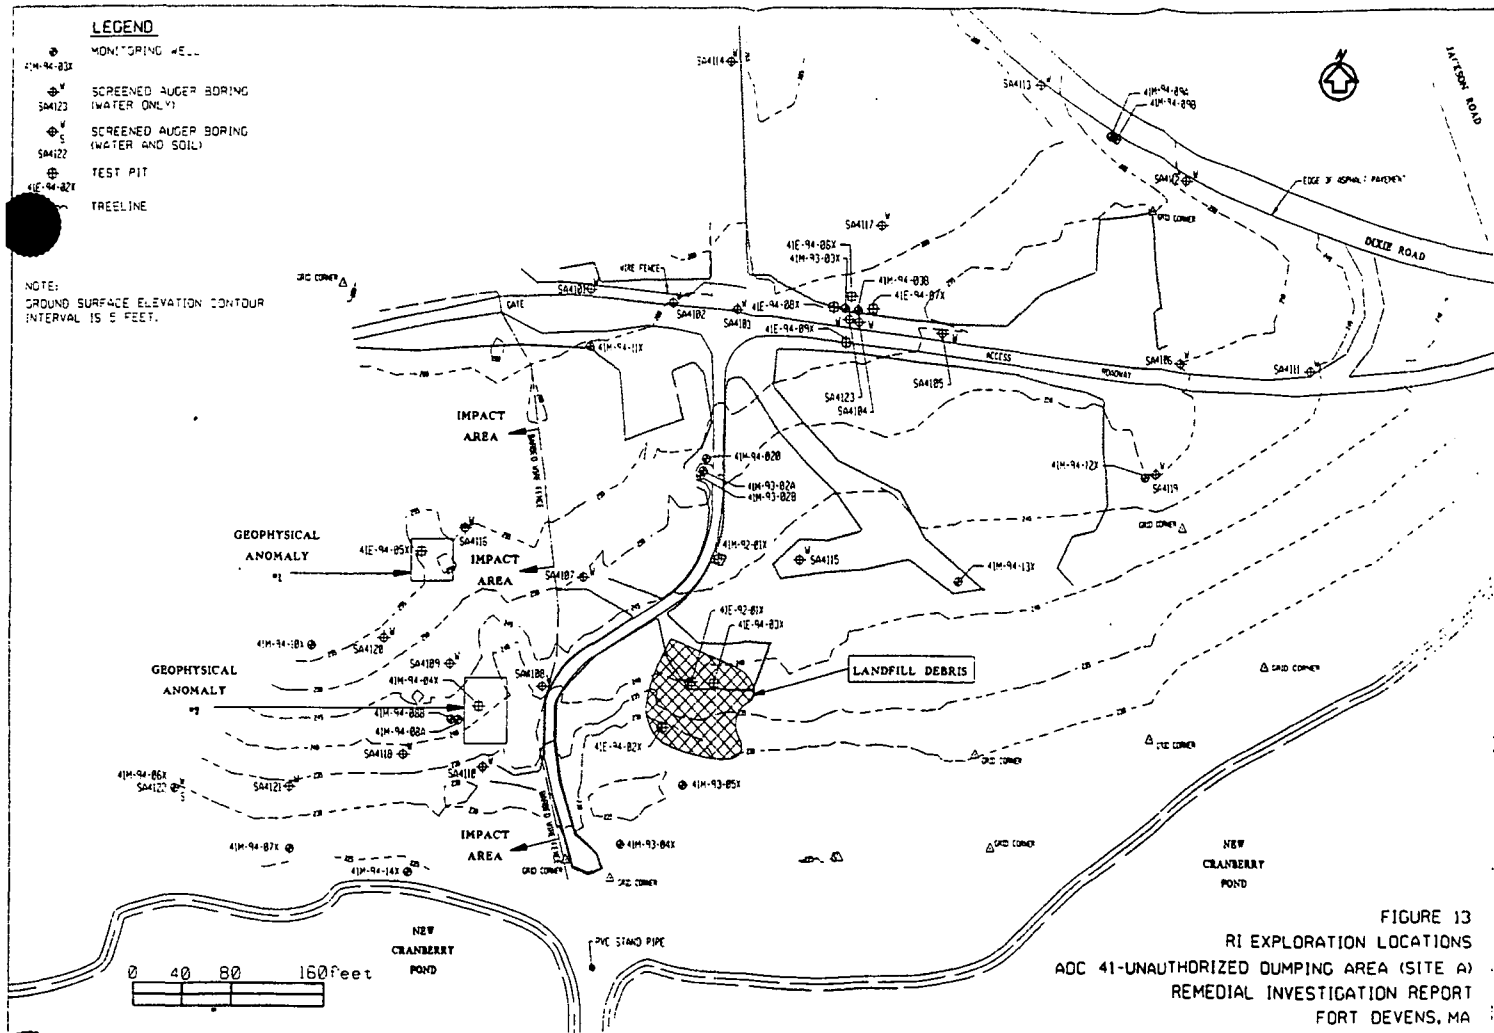 LEGEND
MONITORING WELL
41M-94-03X
W
SCREENED AUGER BORING
(WATER ONLY)
SA4123
W
S
SCREENED AUGER BORING
(WATER AND SOIL)
SA4122
TEST PIT
41E-94-02X
TREELINE
NOTE:
GROUND SURFACE ELEVATION CONTOUR
INTERVAL IS 5 FEET.
N
JACKSON ROAD
SA4114
W
SA4113
W
41M-94-09A
41M-94-09B
SA4112
W
EDGE OF ASPHALT PAVEMENT
GRID CORNER
DIXIE ROAD
SA4117
W
41E-94-06X
41M-93-03X
41M-94-03B
41E-94-07X
41E-94-08X
41E-94-09X
GRID CORNER
WIRE FENCE
SA4101
W
GATE
SA4102
W
SA4103
W
41M-94-11X
ACCESS
ROADWAY
SA4106
W
SA4111
W
SA4105
W
SA4123
SA4104
IMPACT
AREA
BARBED WIRE FENCE
41M-94-02B
41M-93-02A
41M-93-02B
41M-94-12X
SA4119
W
GRID CORNER
GEOPHYSICAL
ANOMALY
#1
41E-94-05X
SA4116
W
IMPACT
AREA
SA4107
W
41M-92-01X
SA4115
W
41M-94-13X
41E-92-01X
41E-94-03X
41M-94-10X
SA4120
W
SA4109
W
GEOPHYSICAL
ANOMALY
#2
41M-94-04X
SA4108
LANDFILL DEBRIS
GRID CORNER
41M-94-08B
41M-94-08A
41E-94-02X
SA4118
W
SA4110
W
GRID CORNER
GRID CORNER
41M-94-06X
SA4122
W
S
SA4121
W
41M-93-05X
BARBED WIRE FENCE
IMPACT
AREA
41M-94-07X
41M-93-04X
41M-94-14X
GRID CORNER
GRID CORNER
GRID CORNER
NEW
CRANBERRY
POND
NEW
CRANBERRY
POND
PVC STAND PIPE
0 40 80 160feet
FIGURE 13
RI EXPLORATION LOCATIONS
AOC 41-UNAUTHORIZED DUMPING AREA (SITE A)
REMEDIAL INVESTIGATION REPORT
FORT DEVENS, MA